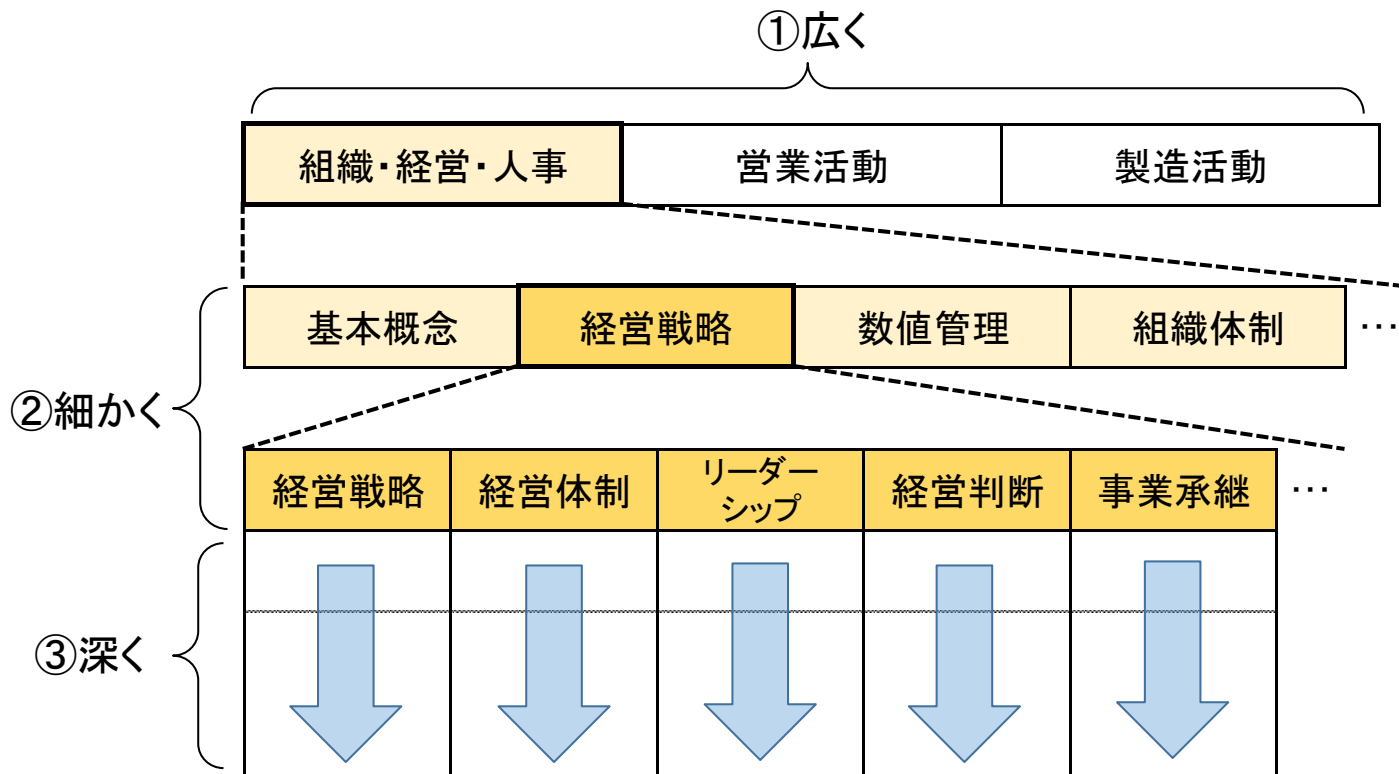 ①広く
組織・経営・人事
営業活動
製造活動
②細かく
基本概念
経営戦略
数値管理
組織体制
…
経営戦略
経営体制
リーダー
シップ
経営判断
事業承継
…
③深く